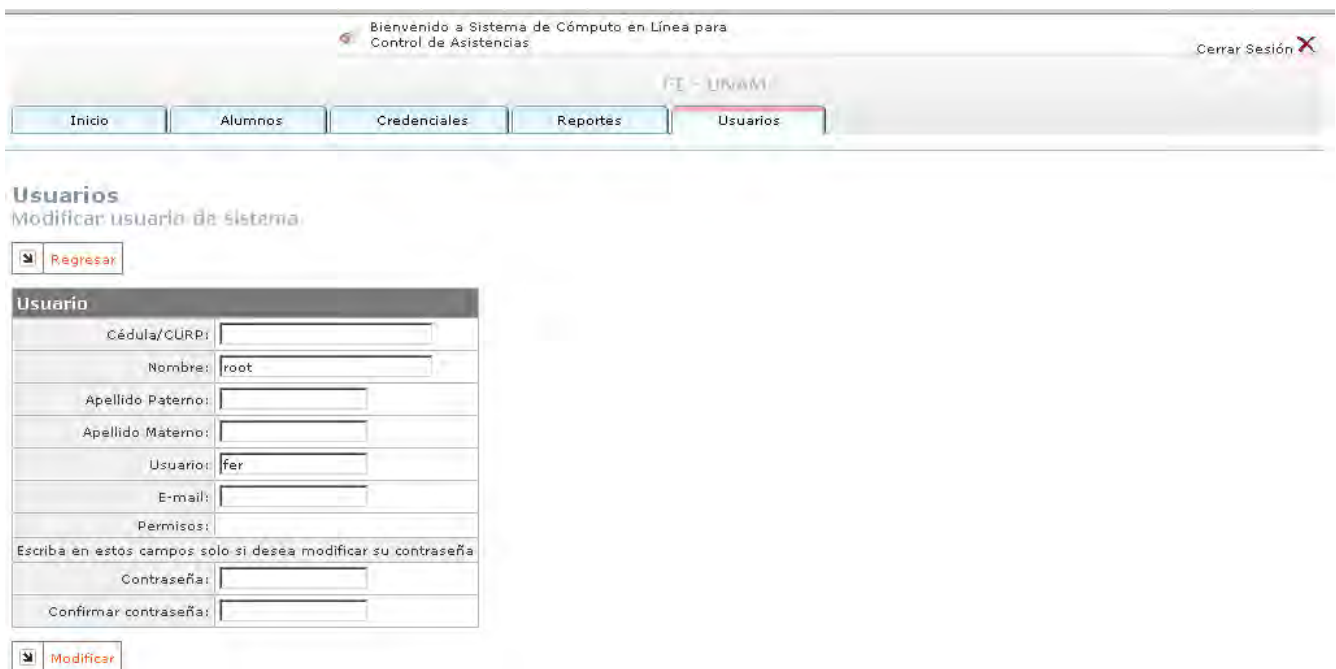 Bienvenido a Sistema de Cómputo en Línea para
Control de Asistencias
Cerrar Sesión
FI - UNAM
Inicio Alumnos Credenciales Reportes Usuarios
Usuarios
Modificar usuario de sistema
Regresar
Usuario
Cédula/CURP:
Nombre: root
Apellido Paterno:
Apellido Materno:
Usuario: fer
E-mail:
Permisos:
Escriba en estos campos solo si desea modificar su contraseña
Contraseña:
Confirmar contraseña:
Modificar